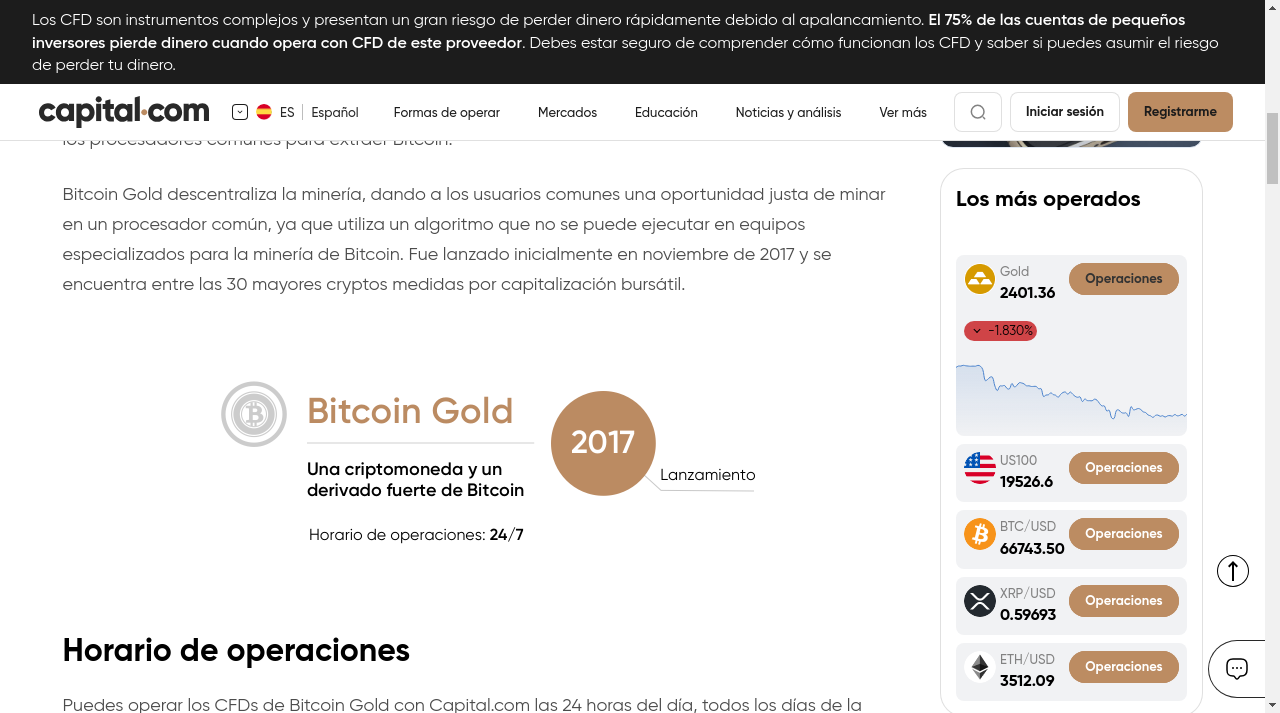 Los CFD son instrumentos complejos y presentan un gran riesgo de perder dinero rápidamente debido al apalancamiento. El 75% de las cuentas de pequeños
inversores pierde dinero cuando opera con CFD de este proveedor. Debes estar seguro de comprender cómo funcionan los CFD y saber si puedes asumir el riesgo
de perder tu dinero.
capital.com
ES
Español
Formas de operar
Mercados
Educación
Noticias y análisis
Ver más
Iniciar sesión
Registrarme
los procesadores comunes para extraer Bitcoin.
Bitcoin Gold descentraliza la minería, dando a los usuarios comunes una oportunidad justa de minar
en un procesador común, ya que utiliza un algoritmo que no se puede ejecutar en equipos
especializados para la minería de Bitcoin. Fue lanzado inicialmente en noviembre de 2017 y se
encuentra entre las 30 mayores cryptos medidas por capitalización bursátil.
Bitcoin Gold
Una criptomoneda y un
derivado fuerte de Bitcoin
Horario de operaciones: 24/7
2017
Lanzamiento
Horario de operaciones
Puedes operar los CFDs de Bitcoin Gold con Capital.com las 24 horas del día, todos los días de la
Los más operados
Gold
2401.36
Operaciones
-1.830%
US100
19526.6
Operaciones
BTC/USD
66743.50
Operaciones
XRP/USD
0.59693
Operaciones
ETH/USD
3512.09
Operaciones